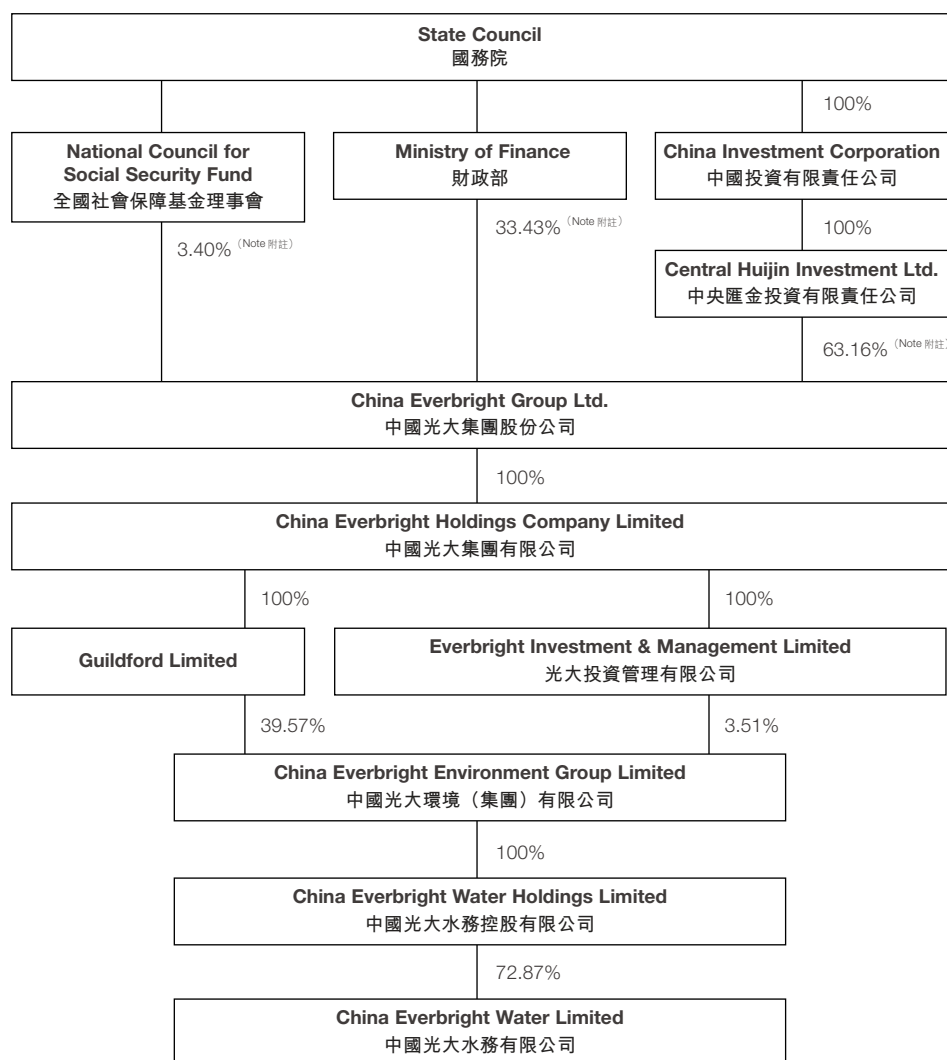 State Council
國務院
100%
National Council for
Social Security Fund
全國社會保障基金理事會
Ministry of Finance
財政部
China Investment Corporation
中國投資有限責任公司
3.40% (Note 附註)
33.43% (Note 附註)
100%
Central Huijin Investment Ltd.
中央匯金投資有限責任公司
63.16% (Note 附註)
China Everbright Group Ltd.
中國光大集團股份公司
100%
China Everbright Holdings Company Limited
中國光大集團有限公司
100%
100%
Guildford Limited
Everbright Investment & Management Limited
光大投資管理有限公司
39.57%
3.51%
China Everbright Environment Group Limited
中國光大環境（集團）有限公司
100%
China Everbright Water Holdings Limited
中國光大水務控股有限公司
72.87%
China Everbright Water Limited
中國光大水務有限公司